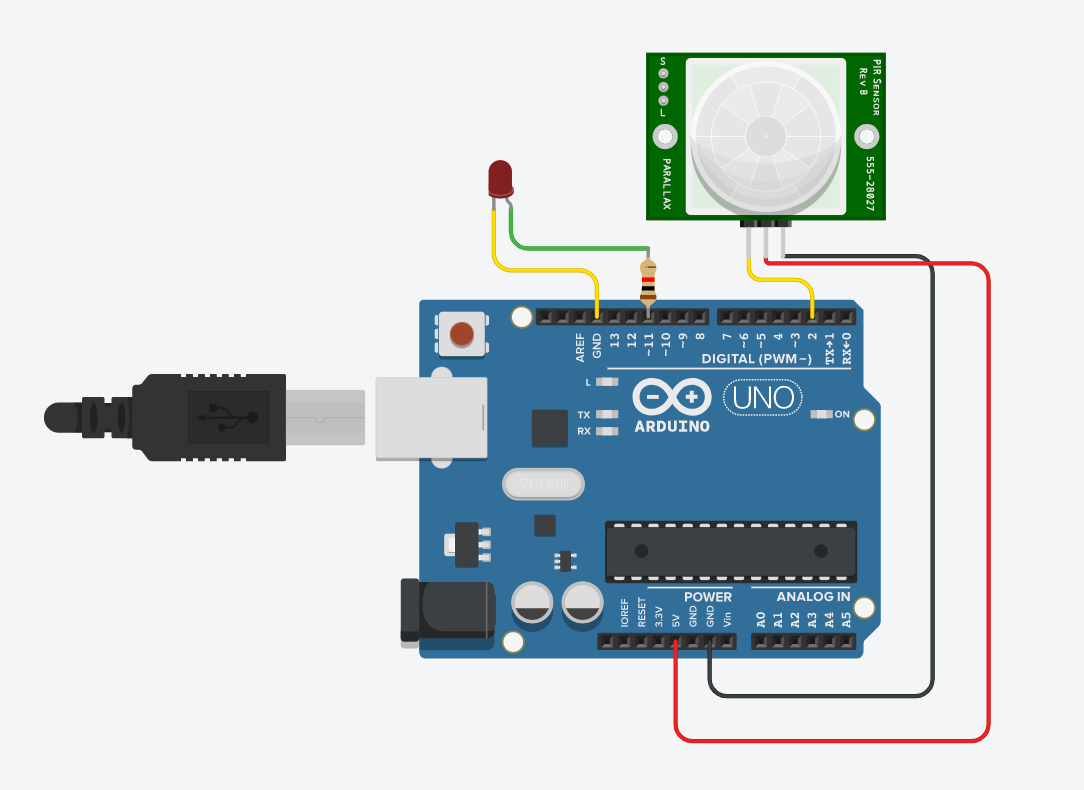 S
L
PARALLAX
PIR SENSOR
REV B
555-28027
AREF
GND
13
12
~11
~10
~9
8
7
~6
~5
4
~3
2
TX→1
RX←0
DIGITAL (PWM~)
L
TX
RX
ARDUINO
UNO
ON
POWER
ANALOG IN
IOREF
RESET
3.3V
5V
GND
GND
Vin
A0
A1
A2
A3
A4
A5